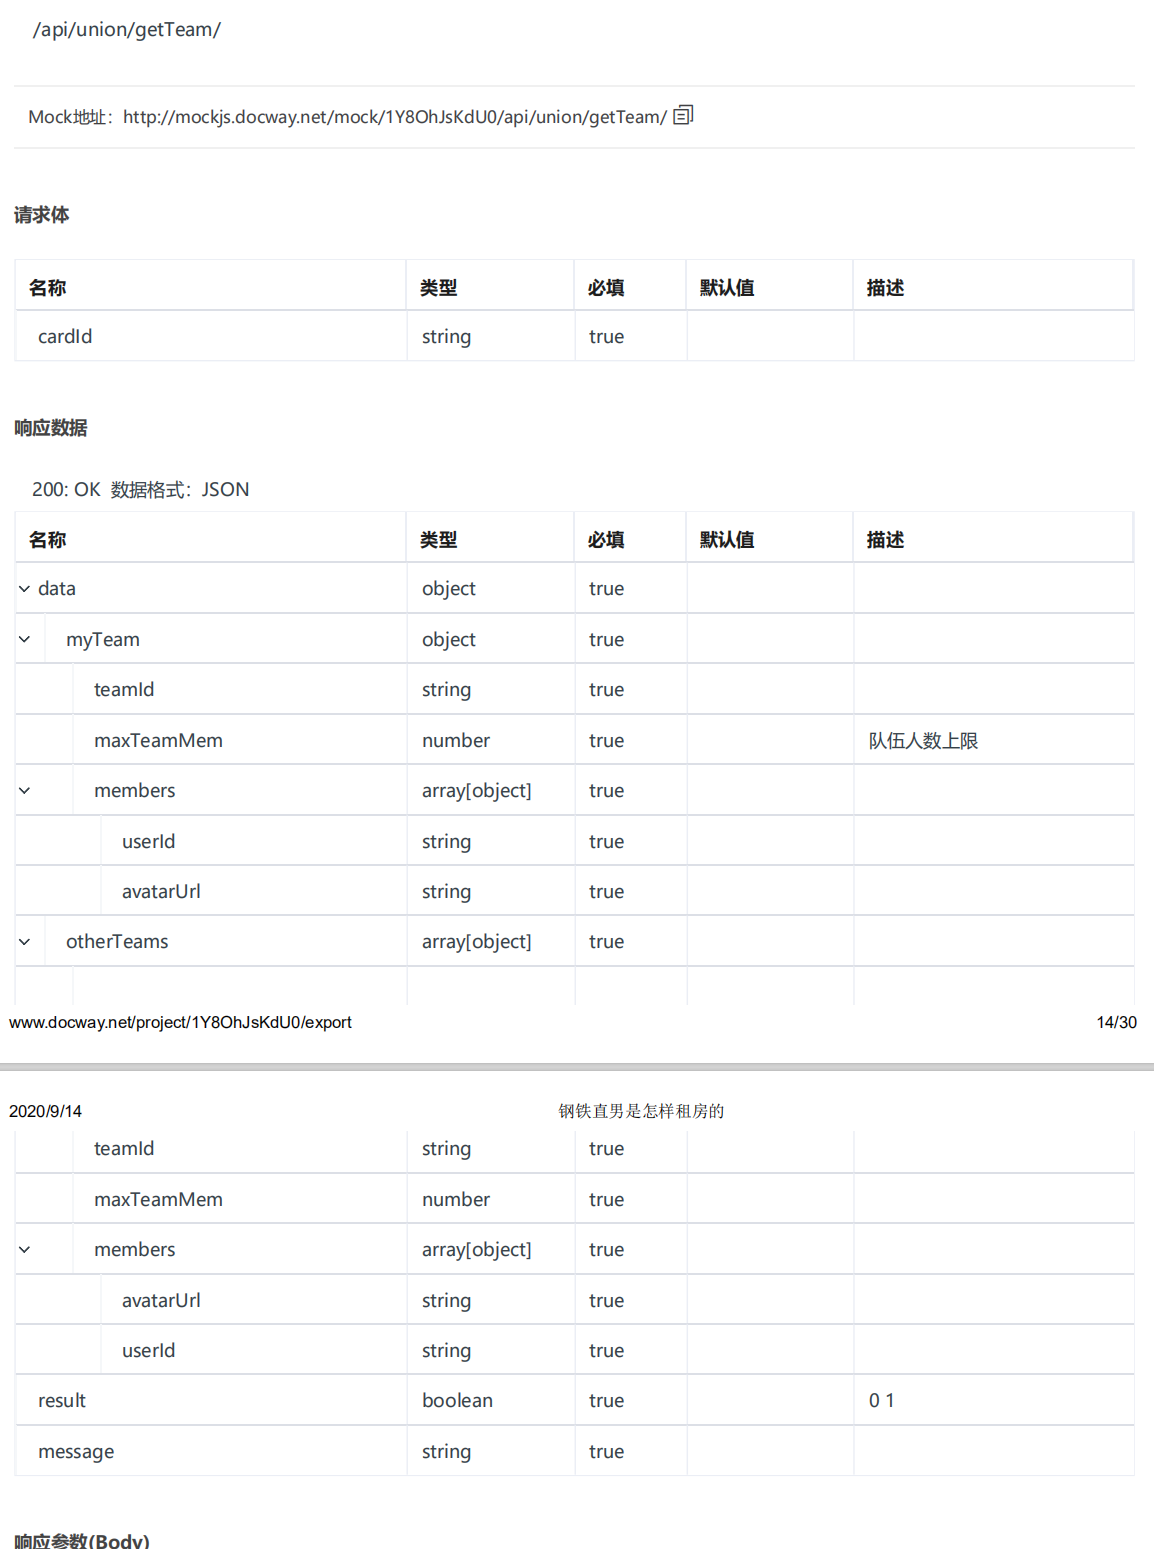 /api/union/getTeam/
Mock地址：http://mockjs.docway.net/mock/1Y8OhJsKdU0/api/union/getTeam/
请求体
名称 类型 必填 默认值 描述
cardId string true
响应数据
200: OK 数据格式：JSON
名称 类型 必填 默认值 描述
data object true
myTeam object true
teamId string true
maxTeamMem number true 队伍人数上限
members array[object] true
userId string true
avatarUrl string true
otherTeams array[object] true
www.docway.net/project/1Y8OhJsKdU0/export 14/30
2020/9/14 钢铁直男是怎样租房的
teamId string true
maxTeamMem number true
members array[object] true
avatarUrl string true
userId string true
result boolean true 0 1
message string true
响应参数(Body)